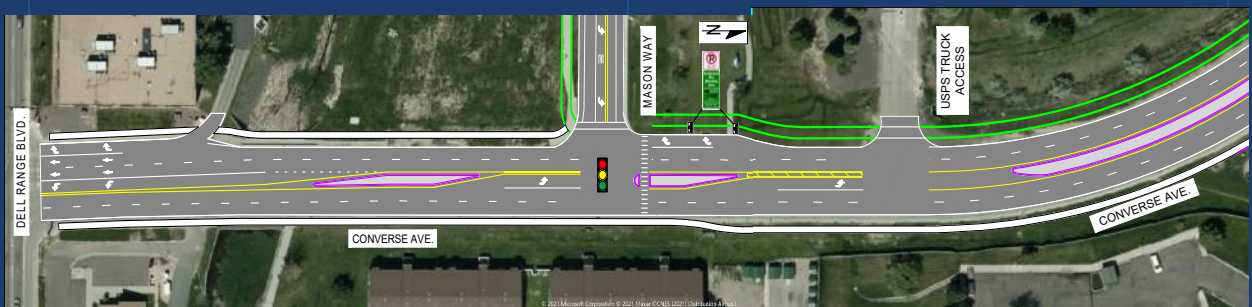 DELL RANGE BLVD.
MASON WAY
N
USPS TRUCK
ACCESS
CONVERSE AVE.
CONVERSE AVE.
© 2021 Microsoft Corporation © 2021 Maxar ©CNES (2021) Distribution Airbus